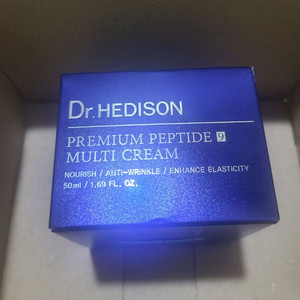 Dr.HEDISON
PREMIUM PEPTIDE 9
MULTI CREAM
NOURISH / ANTI-WRINKLE / ENHANCE ELASTICITY
50ml / 1.69 FL. OZ.